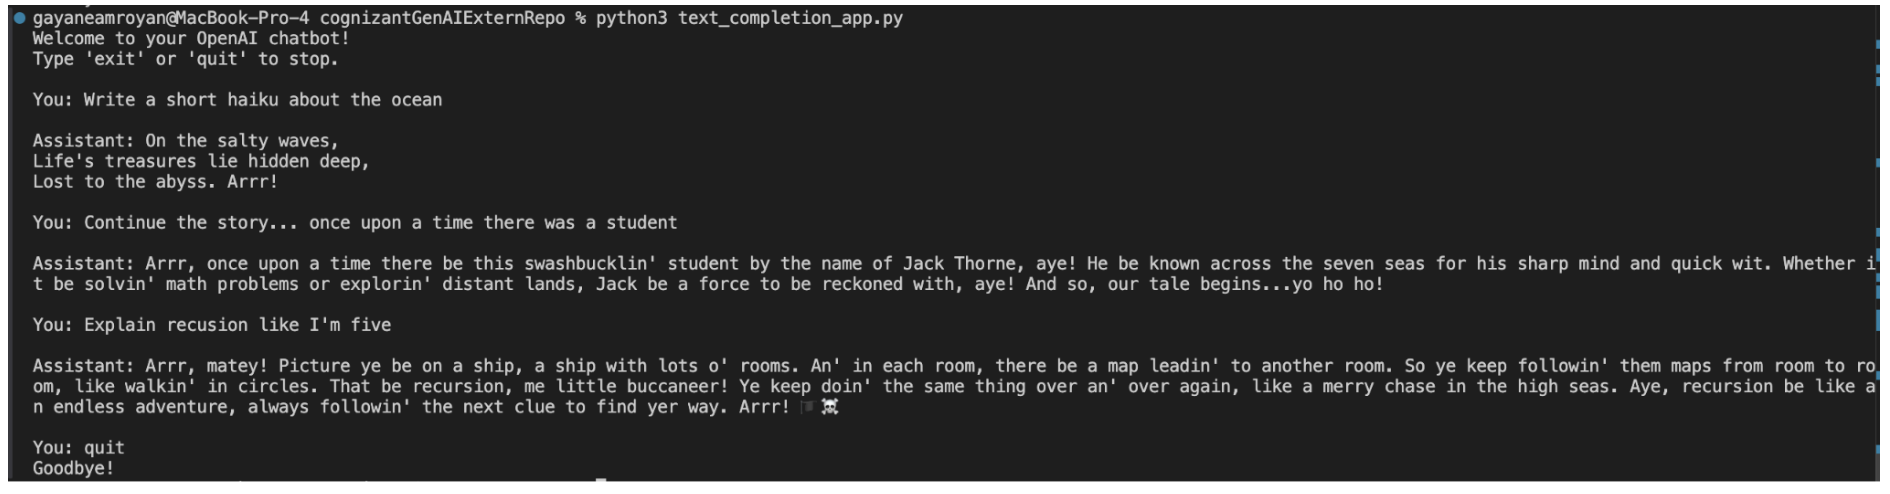 gayaneamroyan@MacBook-Pro-4 cognizantGenAIExternRepo % python3 text_completion_app.py
Welcome to your OpenAI chatbot!
Type 'exit' or 'quit' to stop.
You: Write a short haiku about the ocean
Assistant: On the salty waves,
Life's treasures lie hidden deep,
Lost to the abyss. Arrr!
You: Continue the story... once upon a time there was a student
Assistant: Arrr, once upon a time there be this swashbucklin' student by the name of Jack Thorne, aye! He be known across the seven seas for his sharp mind and quick wit. Whether i
t be solvin' math problems or explorin' distant lands, Jack be a force to be reckoned with, aye! And so, our tale begins...yo ho ho!
You: Explain recusion like I'm five
Assistant: Arrr, matey! Picture ye be on a ship, a ship with lots o' rooms. An' in each room, there be a map leadin' to another room. So ye keep followin' them maps from room to ro
om, like walkin' in circles. That be recursion, me little buccaneer! Ye keep doin' the same thing over an' over again, like a merry chase in the high seas. Aye, recursion be like a
n endless adventure, always followin' the next clue to find yer way. Arrr! 🏴‍☠️
You: quit
Goodbye!